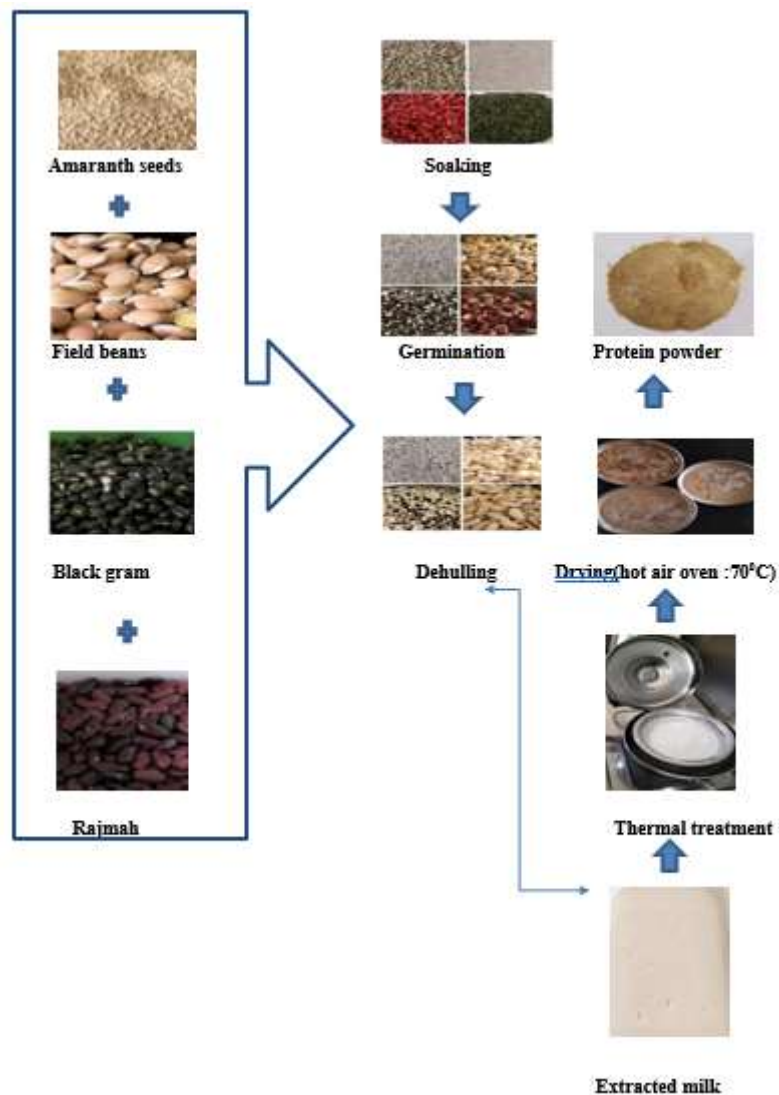 Amaranth seeds
Field beans
Black gram
Rajmah
Soaking
Germination
Dehulling
Extracted milk
Thermal treatment
Drying(hot air oven :70⁰C)
Protein powder